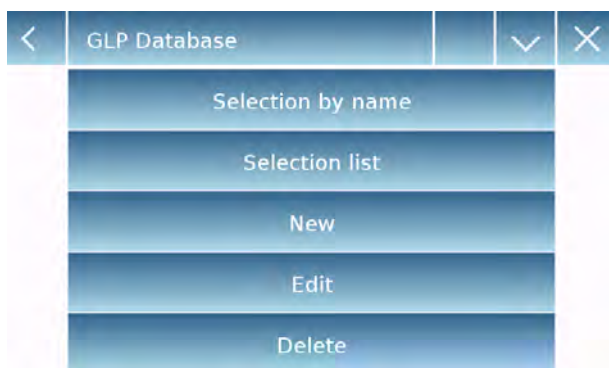 GLP Database
Selection by name
Selection list
New
Edit
Delete